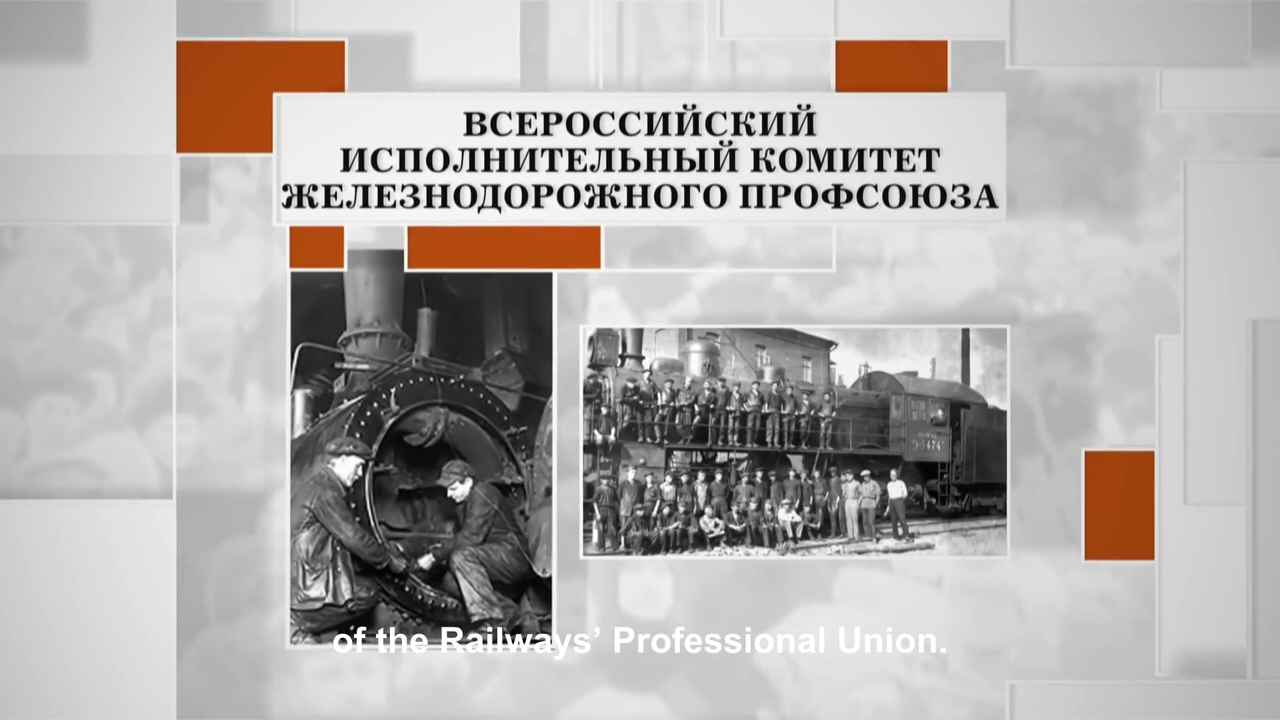 ВСЕРОССИЙСКИЙ
ИСПОЛНИТЕЛЬНЫЙ КОМИТЕТ
ЖЕЛЕЗНОДОРОЖНОГО ПРОФСОЮЗА
of the Railways’ Professional Union.